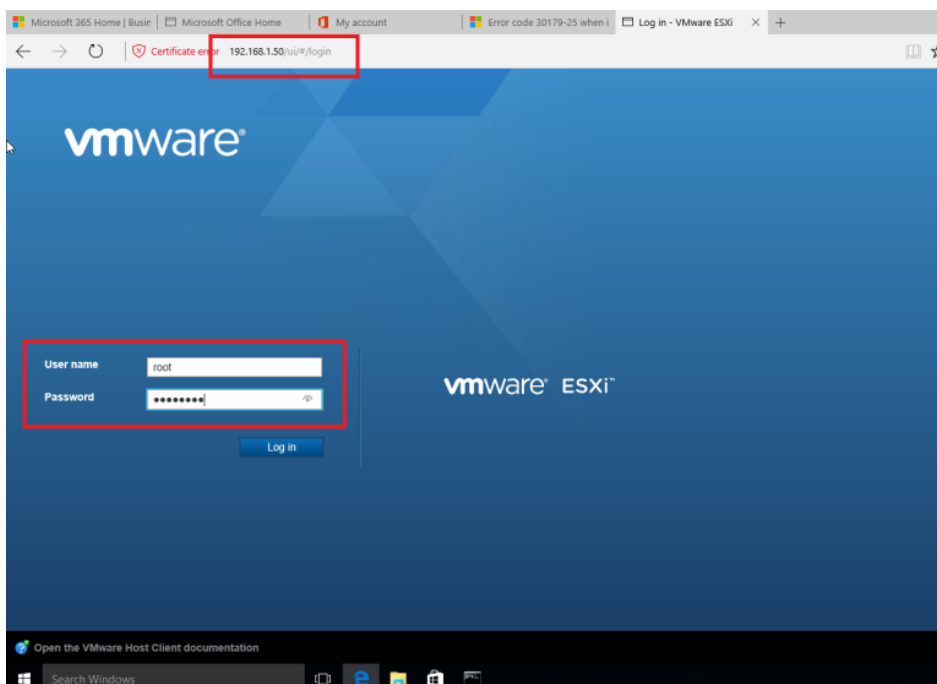 Microsoft 365 Home | Busin
Microsoft Office Home
My account
Error code 30179-25 when i
Log in - VMware ESXi
Certificate error
192.168.1.50/ui/#/login
vmware®
User name
root
Password
Log in
vmware® ESXi™
Open the VMware Host Client documentation
Search Windows